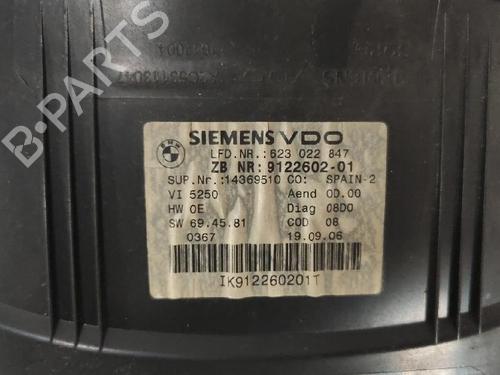 BMW
SIEMENS VDO
LFD.NR.:623 022 847
ZB NR:9122602-01
SUP.Nr.:14369510 CO: SPAIN-2
VI 5250 Aend 0D.00
HW 0E Diag 08D0
SW 69.45.81 COD 08
0367 19.09.06
IK912260201T